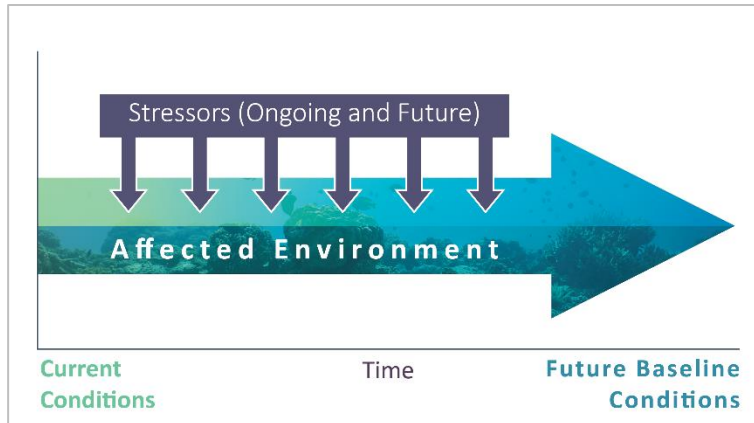 Stressors (Ongoing and Future)
Affected Environment
Current
Conditions
Time
Future Baseline
Conditions